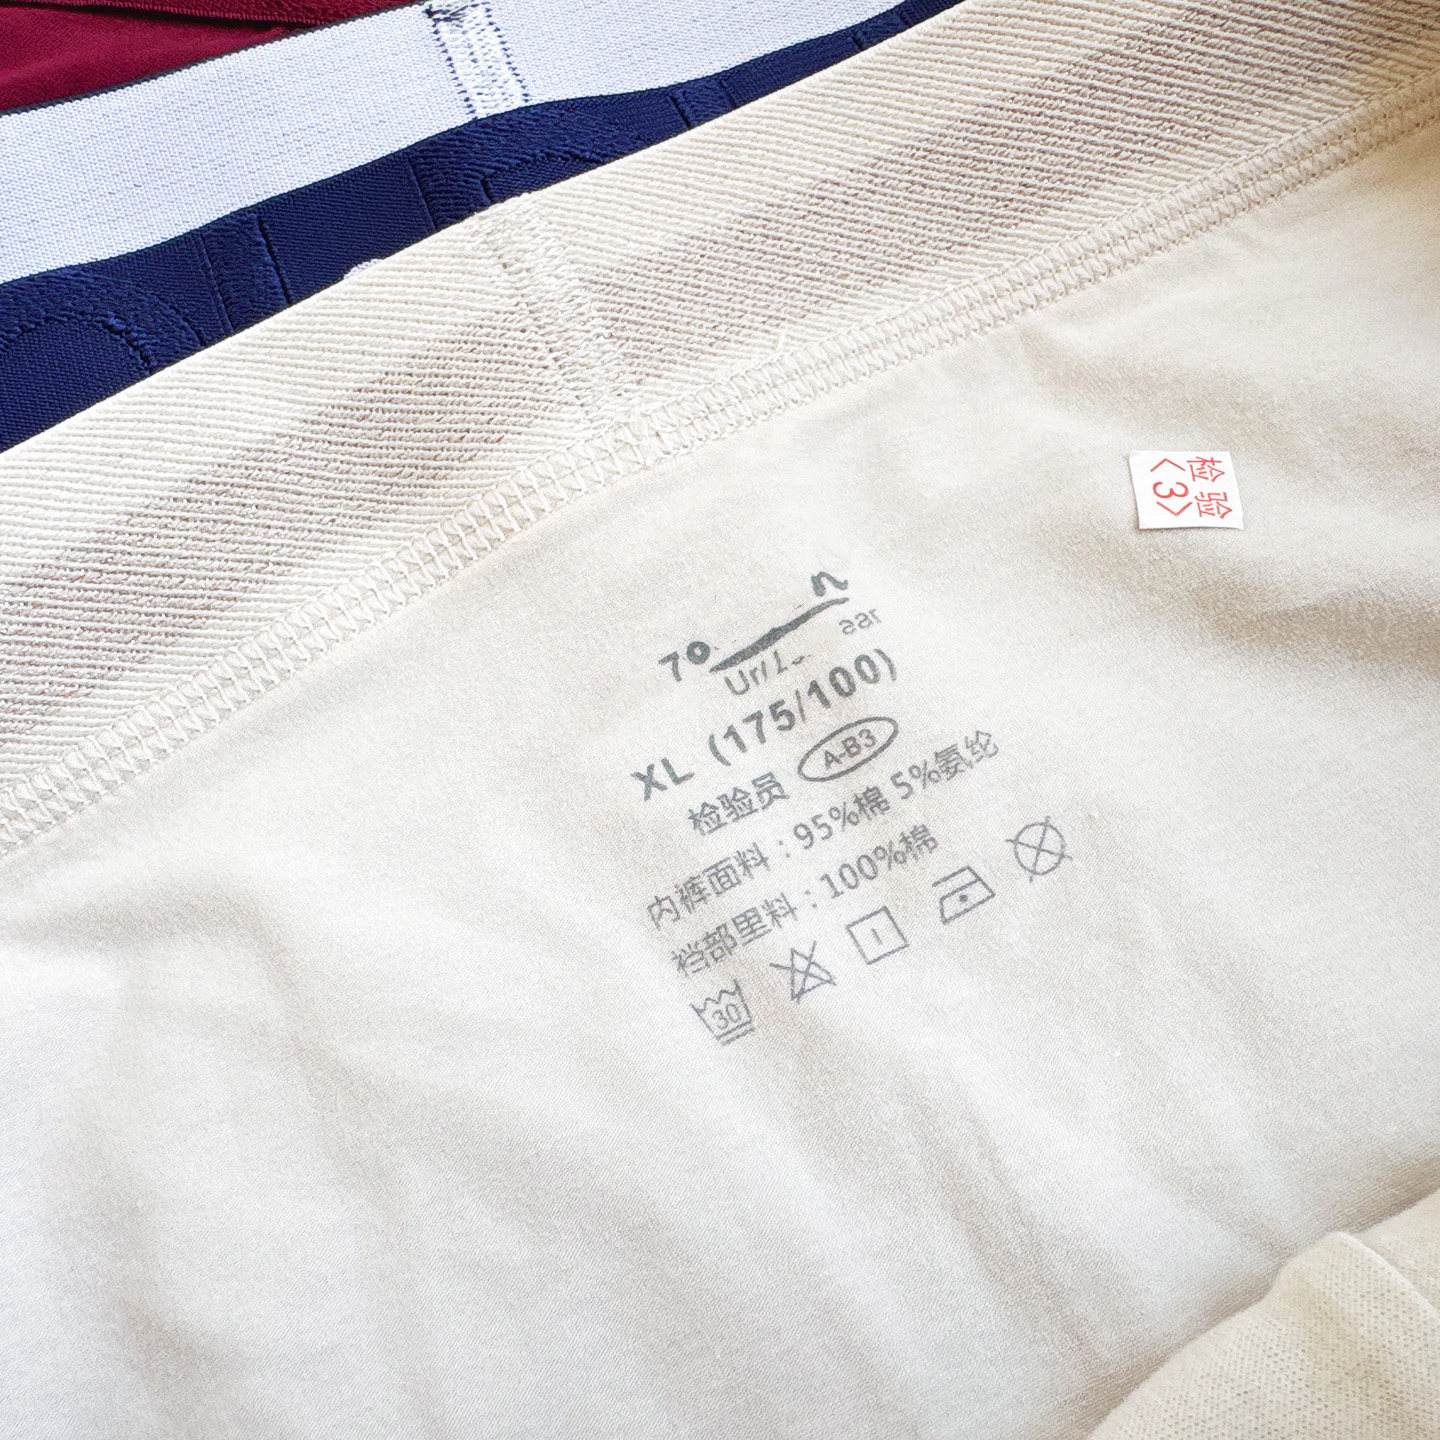 XL (175/100)
检验员 A-B3
内裤面料：95%棉 5%氨纶
裆部里料：100%棉
30
检验
<3>